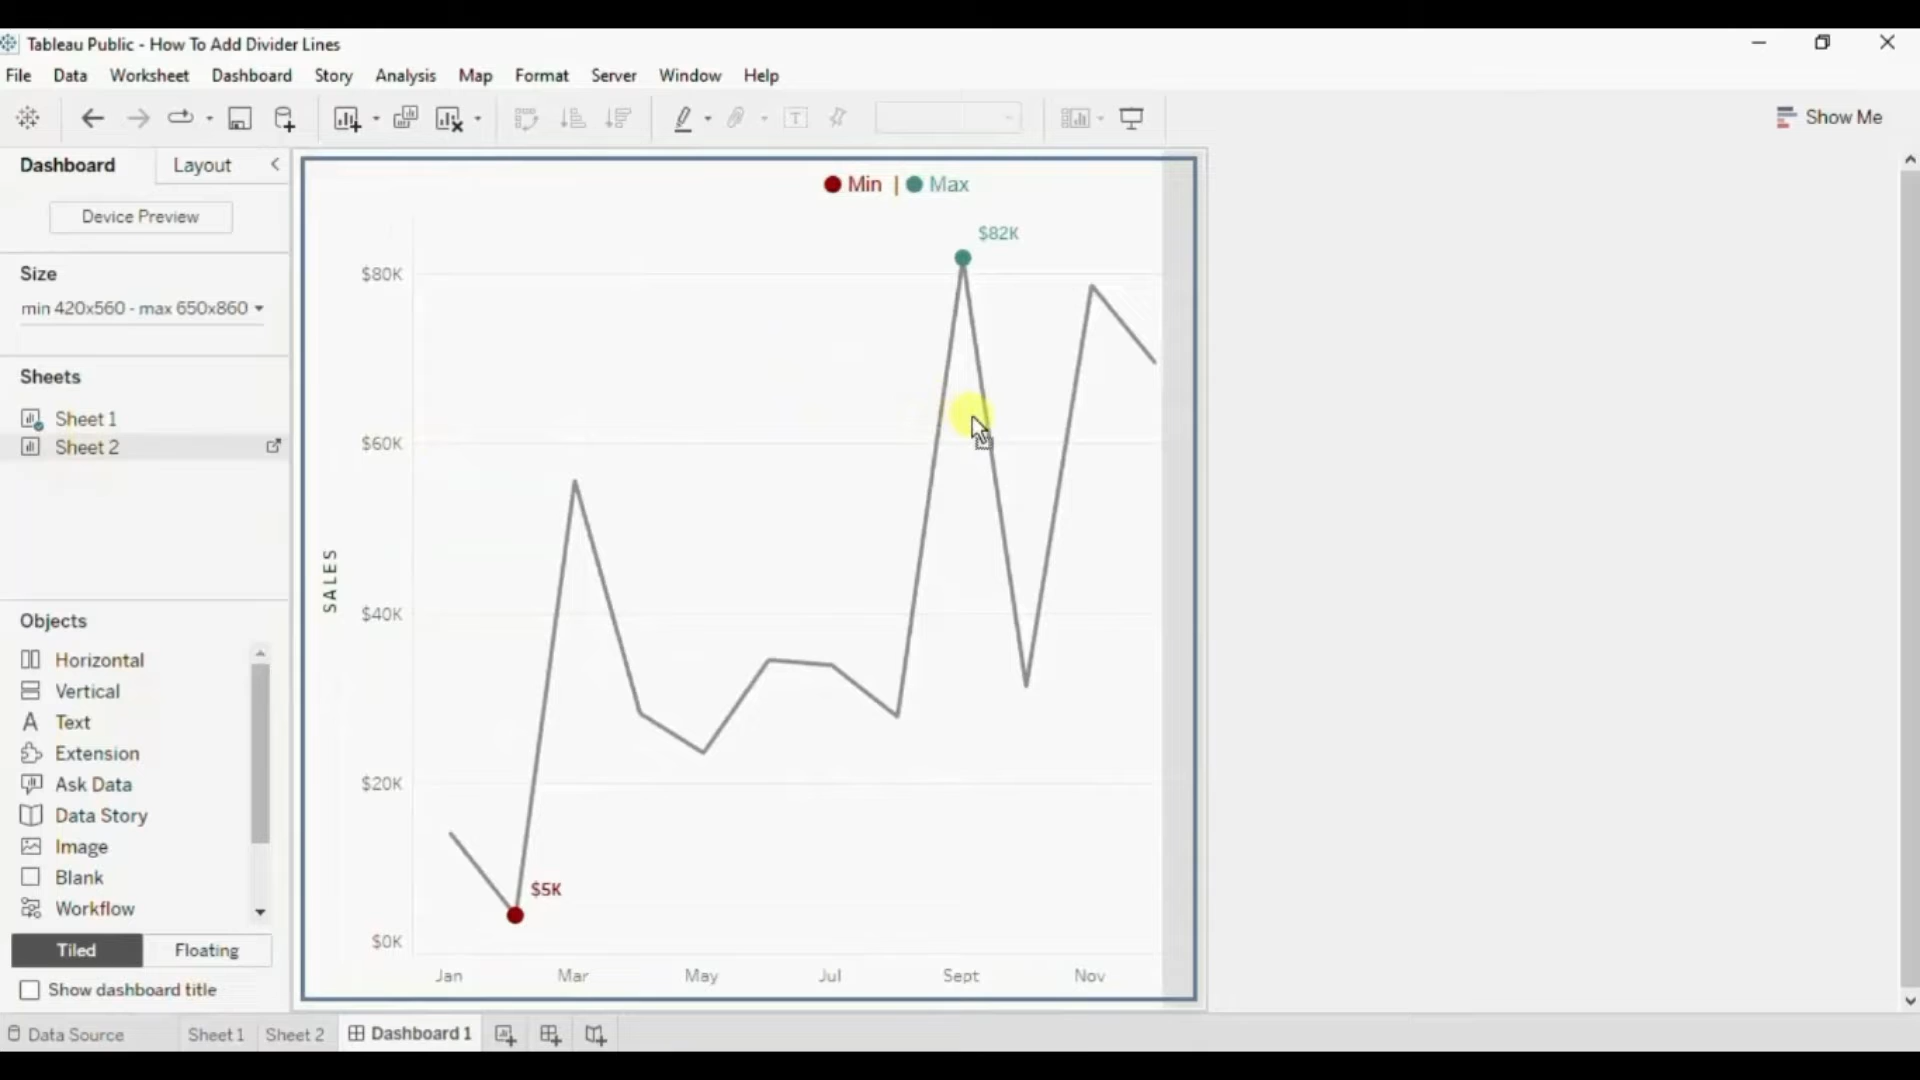 Tableau Public - How To Add Divider Lines
File Data Worksheet Dashboard Story Analysis Map Format Server Window Help
Show Me
Dashboard Layout
Device Preview
Size
min 420x560 - max 650x860
Sheets
Sheet 1
Sheet 2
Objects
Horizontal
Vertical
Text
Extension
Ask Data
Data Story
Image
Blank
Workflow
Tiled Floating
Show dashboard title
Min | Max
$82K
$80K
$60K
$40K
$20K
$0K
SALES
$5K
Jan Mar May Jul Sept Nov
Data Source Sheet 1 Sheet 2 Dashboard 1